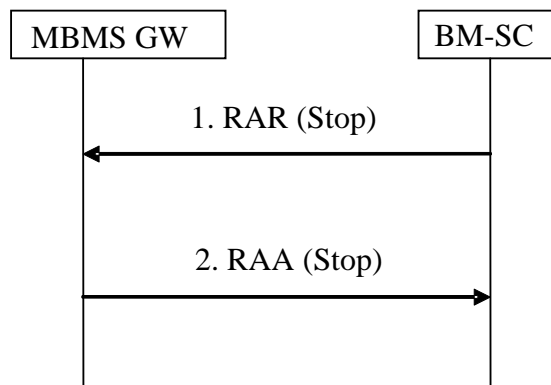 MBMS GW
BM-SC
1. RAR (Stop)
2. RAA (Stop)